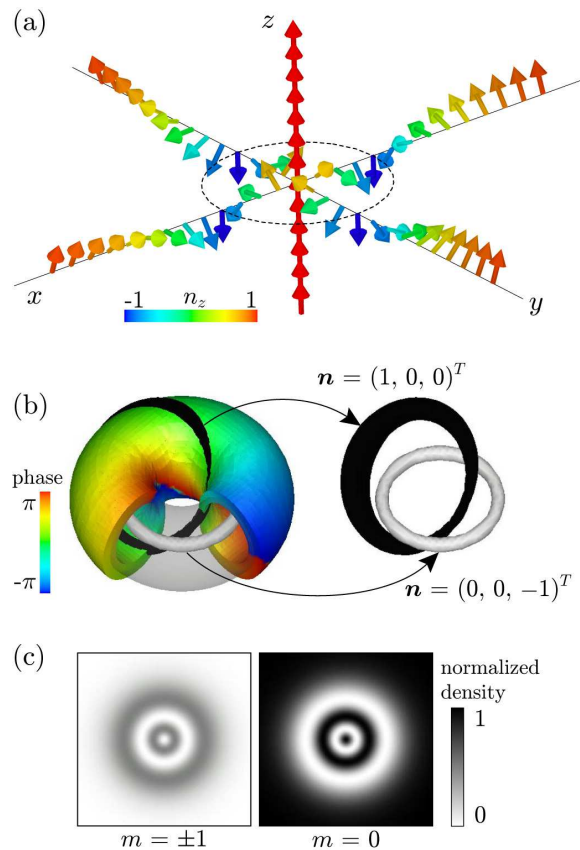 (a)
z
x
y
-1 n_z 1
(b)
n = (1, 0, 0)^T
phase
π
-π
n = (0, 0, −1)^T
(c)
normalized
density
1
0
m = ±1
m = 0